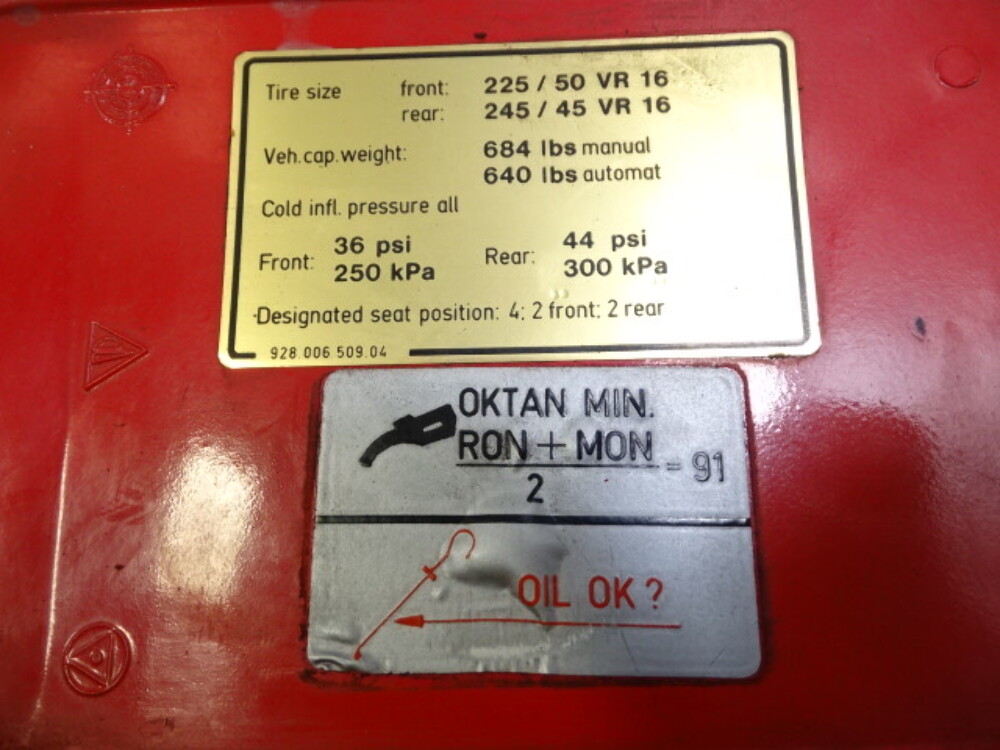 Tire size front: 225 / 50 VR 16
rear: 245 / 45 VR 16
Veh.cap.weight: 684 lbs manual
640 lbs automat
Cold infl. pressure all
Front: 36 psi Rear: 44 psi
250 kPa 300 kPa
Designated seat position: 4; 2 front; 2 rear
928.006.509.04
OKTAN MIN.
RON + MON = 91
2
OIL OK?